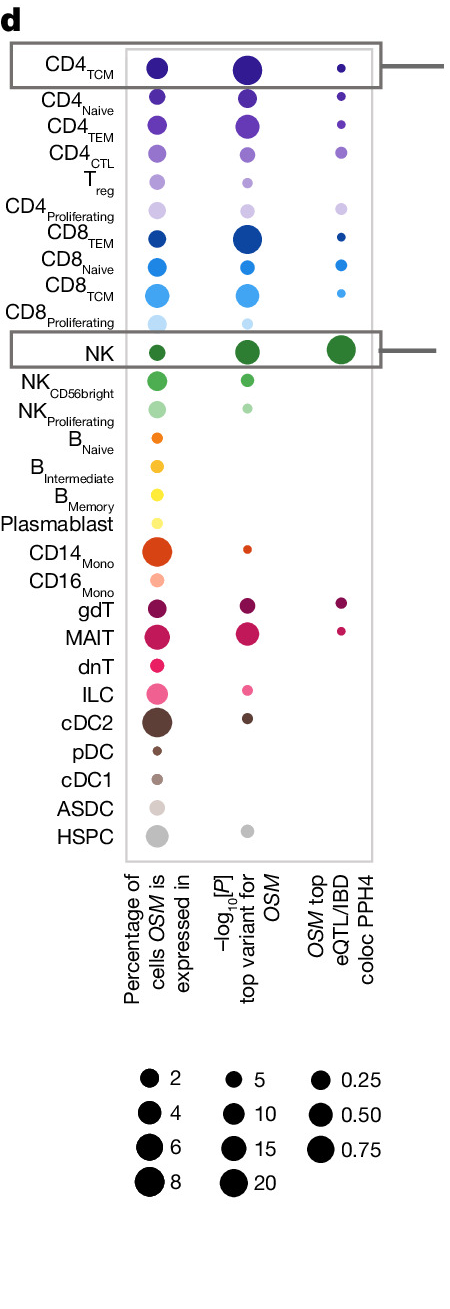 d
CD4TCM
CD4Naive
CD4TEM
CD4CTL
Treg
CD4Proliferating
CD8TEM
CD8Naive
CD8TCM
CD8Proliferating
NK
NKCD56bright
NKProliferating
BNaive
BIntermediate
BMemory
Plasmablast
CD14Mono
CD16Mono
gdT
MAIT
dnT
ILC
cDC2
pDC
cDC1
ASDC
HSPC
Percentage of
cells OSM is
expressed in
–log10[P]
top variant for
OSM
OSM top
eQTL/IBD
coloc PPH4
2 5 0.25
4 10 0.50
6 15 0.75
8 20